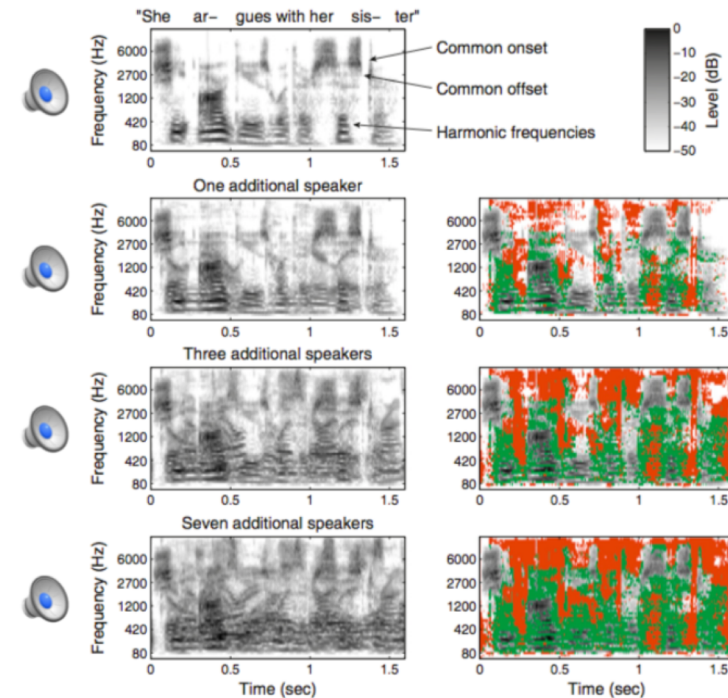 "She ar– gues with her sis– ter"
Frequency (Hz)
6000
2700
1200
420
80
0 0.5 1 1.5
Common onset
Common offset
Harmonic frequencies
0
−10
−20
−30
−40
−50
Level (dB)
One additional speaker
Frequency (Hz)
6000
2700
1200
420
80
0 0.5 1 1.5
6000
2700
1200
420
80
0 0.5 1 1.5
Three additional speakers
Frequency (Hz)
6000
2700
1200
420
80
0 0.5 1 1.5
6000
2700
1200
420
80
0 0.5 1 1.5
Seven additional speakers
Frequency (Hz)
6000
2700
1200
420
80
0 0.5 1 1.5
Time (sec)
6000
2700
1200
420
80
0 0.5 1 1.5
Time (sec)